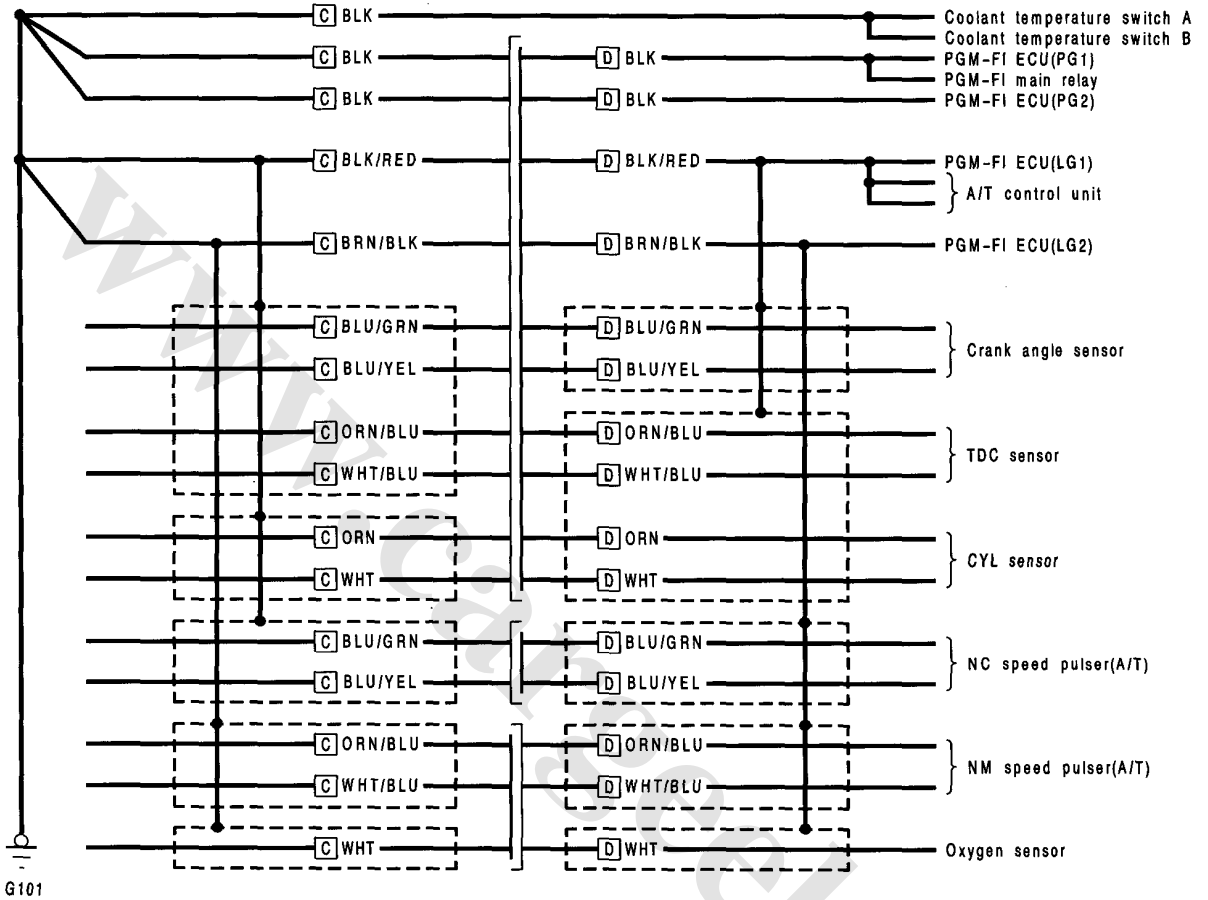 C BLK Coolant temperature switch A
Coolant temperature switch B
C BLK D BLK PGM-FI ECU(PG1)
PGM-FI main relay
C BLK D BLK PGM-FI ECU(PG2)
C BLK/RED D BLK/RED PGM-FI ECU(LG1)
A/T control unit
C BRN/BLK D BRN/BLK PGM-FI ECU(LG2)
C BLU/GRN D BLU/GRN
Crank angle sensor
C BLU/YEL D BLU/YEL
C ORN/BLU D ORN/BLU
TDC sensor
C WHT/BLU D WHT/BLU
C ORN D ORN
CYL sensor
C WHT D WHT
C BLU/GRN D BLU/GRN
NC speed pulser(A/T)
C BLU/YEL D BLU/YEL
C ORN/BLU D ORN/BLU
NM speed pulser(A/T)
C WHT/BLU D WHT/BLU
C WHT D WHT Oxygen sensor
G101